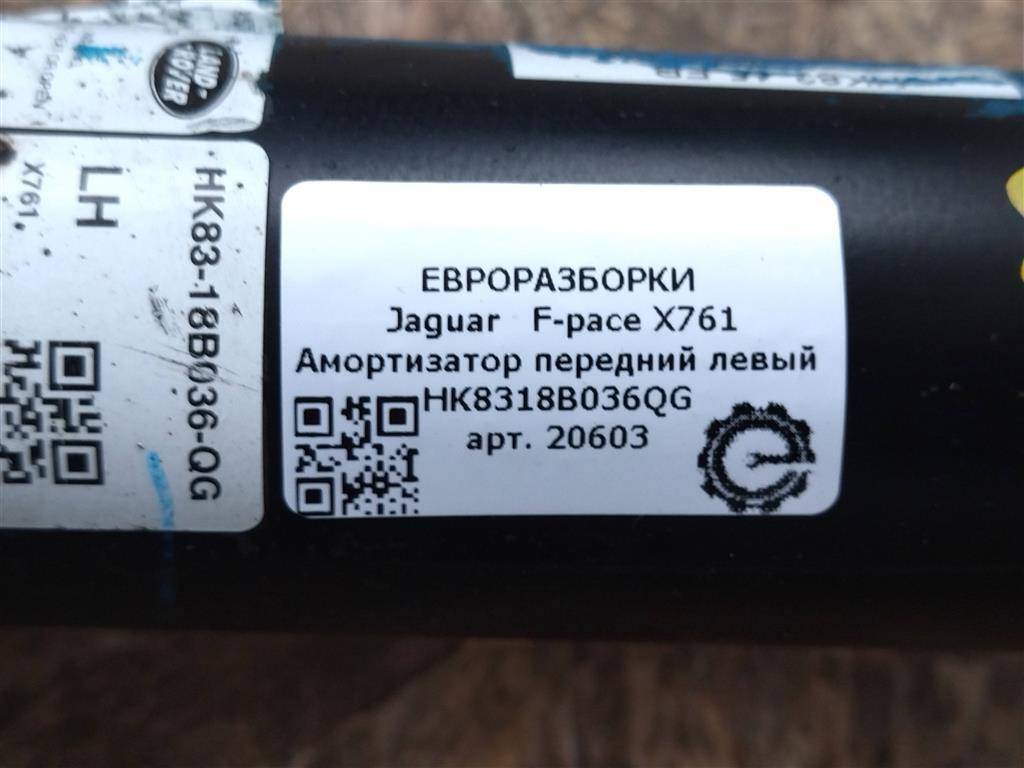 LAND
ROVER
HK83-18B036-QG
LH
X761
ЕВРОРАЗБОРКИ
Jaguar F-pace X761
Амортизатор передний левый
HK8318B036QG
арт. 20603